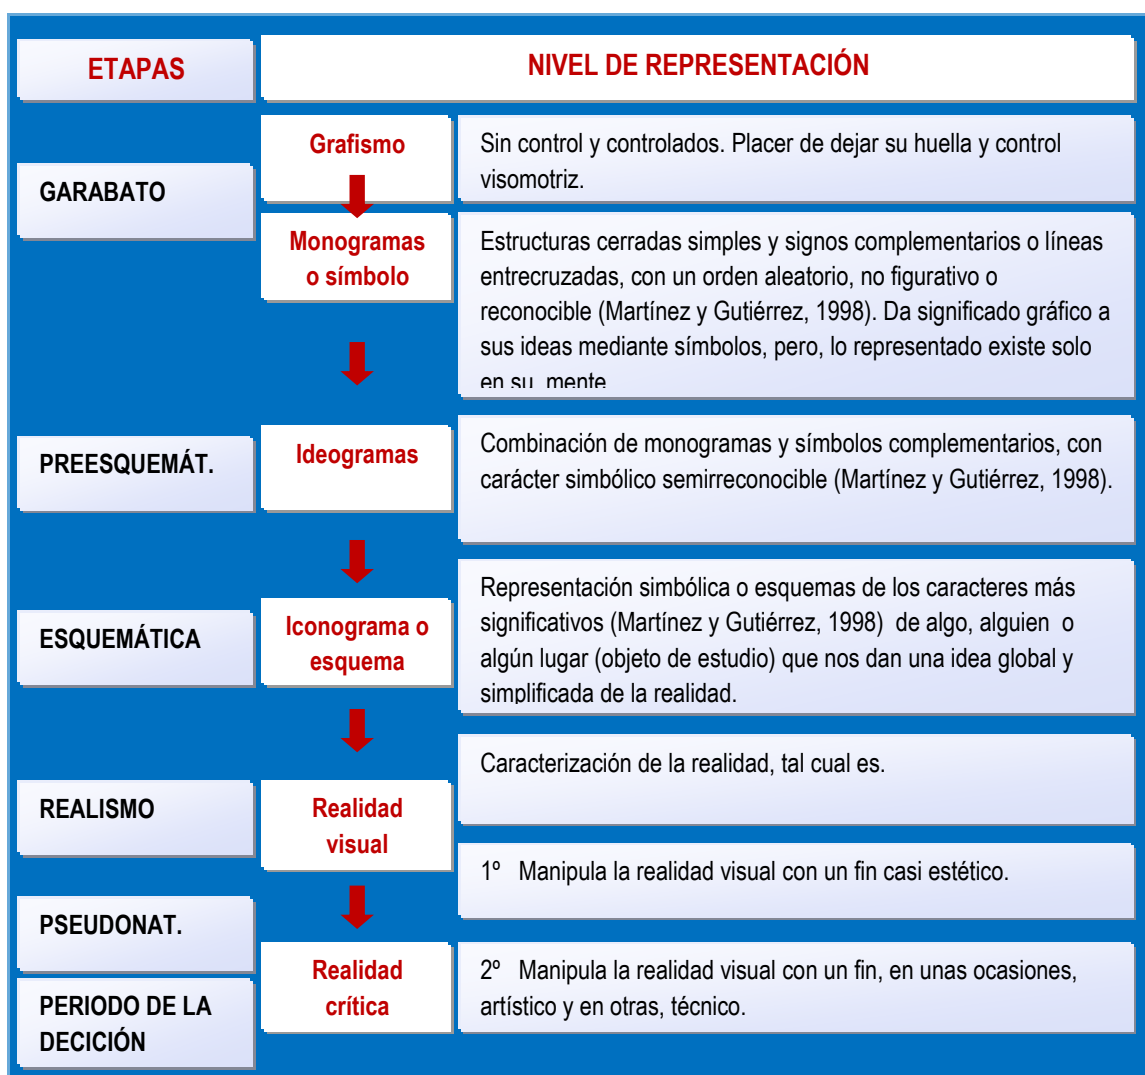 ETAPAS
NIVEL DE REPRESENTACIÓN
GARABATO
Grafismo
Sin control y controlados. Placer de dejar su huella y control
visomotriz.
Monogramas
o símbolo
Estructuras cerradas simples y signos complementarios o líneas
entrecruzadas, con un orden aleatorio, no figurativo o
reconocible (Martínez y Gutiérrez, 1998). Da significado gráfico a
sus ideas mediante símbolos, pero, lo representado existe solo
en su mente
PREESQUEMÁT.
Ideogramas
Combinación de monogramas y símbolos complementarios, con
carácter simbólico semirreconocible (Martínez y Gutiérrez, 1998).
ESQUEMÁTICA
Iconograma o
esquema
Representación simbólica o esquemas de los caracteres más
significativos (Martínez y Gutiérrez, 1998) de algo, alguien o
algún lugar (objeto de estudio) que nos dan una idea global y
simplificada de la realidad.
REALISMO
Realidad
visual
Caracterización de la realidad, tal cual es.
1º Manipula la realidad visual con un fin casi estético.
PSEUDONAT.
PERIODO DE LA
DECICIÓN
Realidad
crítica
2º Manipula la realidad visual con un fin, en unas ocasiones,
artístico y en otras, técnico.